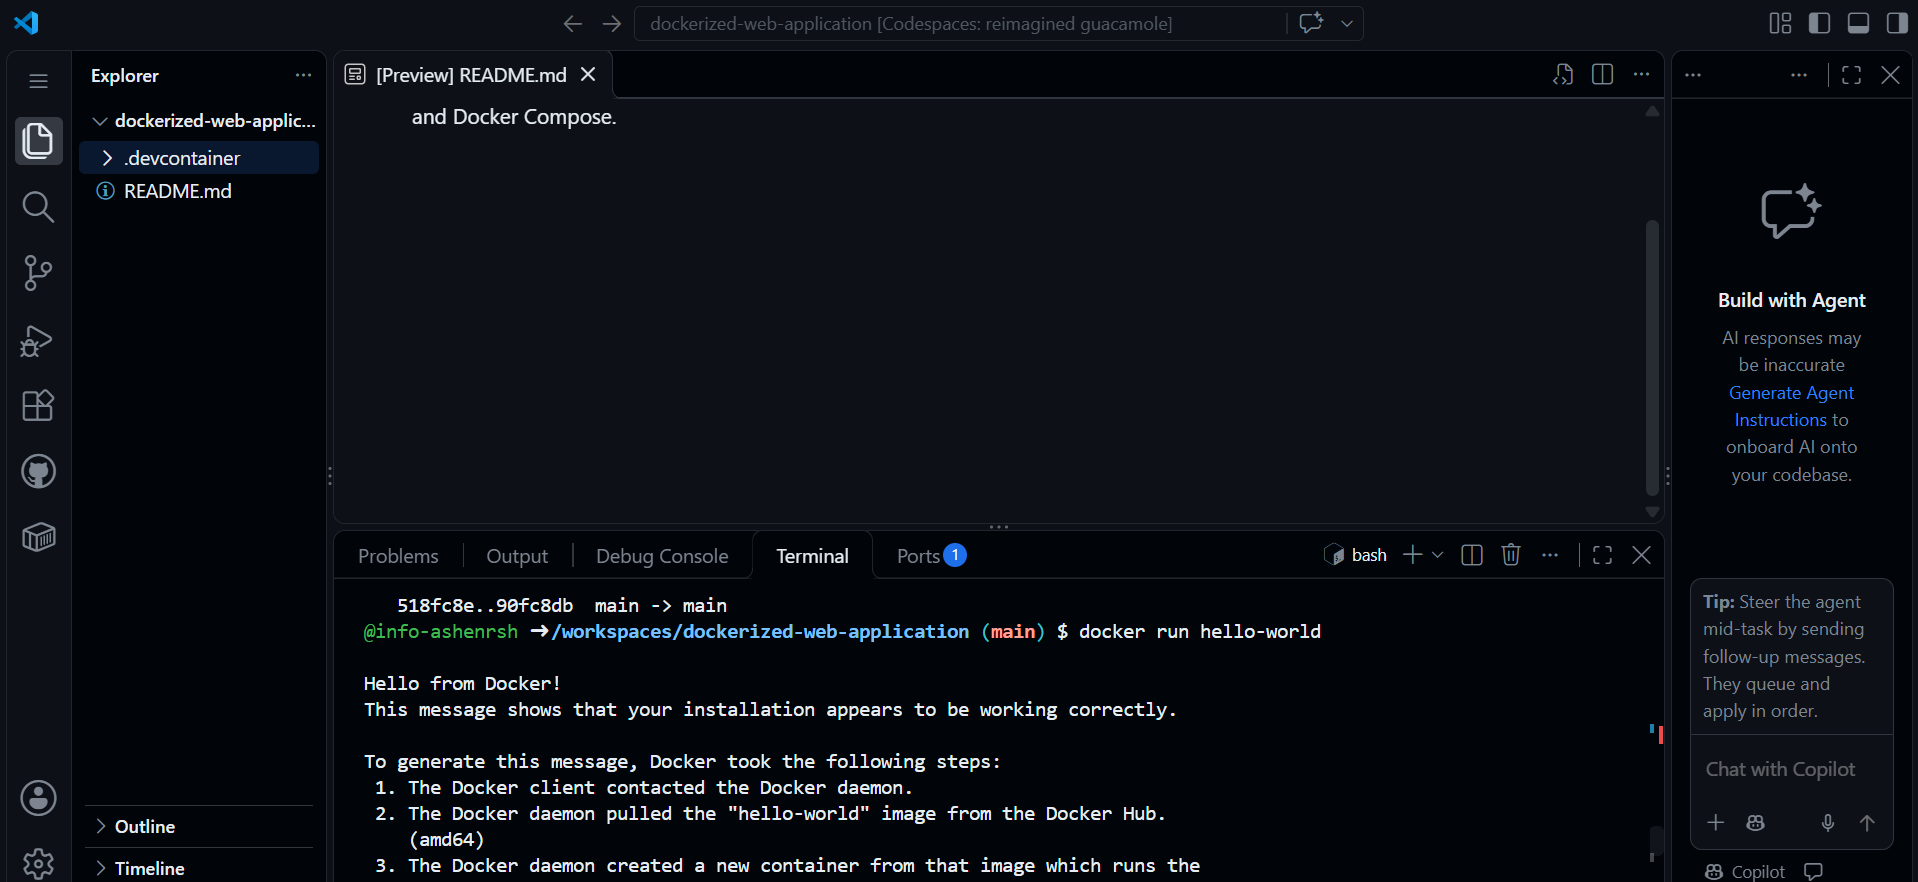 dockerized-web-application [Codespaces: reimagined guacamole]
Explorer
dockerized-web-applic...
.devcontainer
README.md
Outline
Timeline
[Preview] README.md
and Docker Compose.
Problems
Output
Debug Console
Terminal
Ports 1
bash
518fc8e..90fc8db  main -> main
@info-ashenrsh ➜/workspaces/dockerized-web-application (main) $ docker run hello-world
Hello from Docker!
This message shows that your installation appears to be working correctly.
To generate this message, Docker took the following steps:
1. The Docker client contacted the Docker daemon.
2. The Docker daemon pulled the "hello-world" image from the Docker Hub.
(amd64)
3. The Docker daemon created a new container from that image which runs the
Build with Agent
AI responses may
be inaccurate
Generate Agent
Instructions to
onboard AI onto
your codebase.
Tip: Steer the agent
mid-task by sending
follow-up messages.
They queue and
apply in order.
Chat with Copilot
Copilot